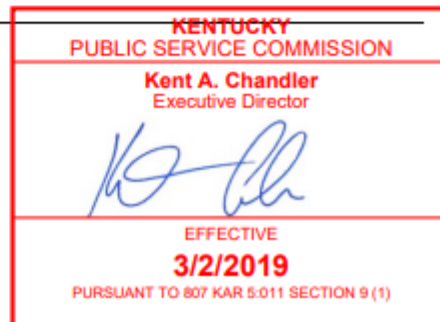 KENTUCKY
PUBLIC SERVICE COMMISSION
Kent A. Chandler
Executive Director
EFFECTIVE
3/2/2019
PURSUANT TO 807 KAR 5:011 SECTION 9 (1)